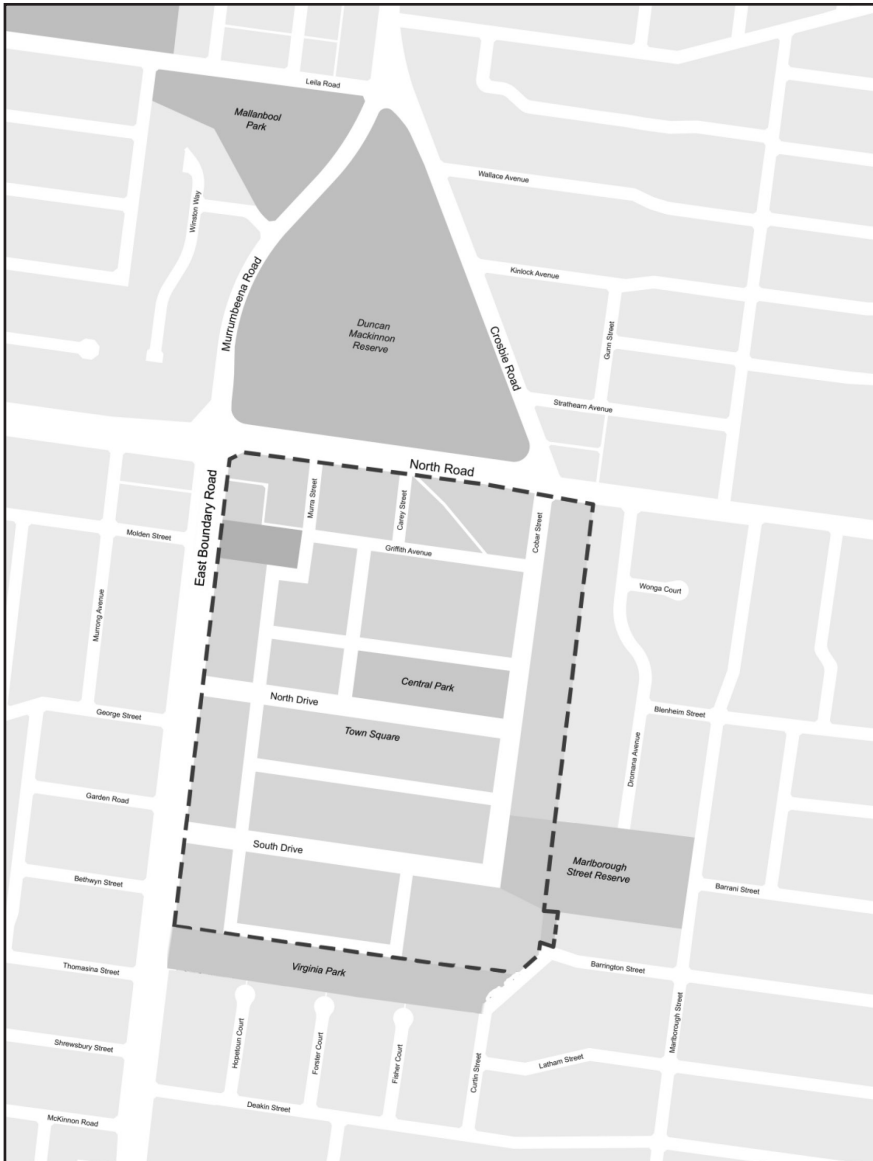 Leila Road
Mallanbool
Park
Wallace Avenue
Winston Way
Murrumbeena Road
Kinlock Avenue
Duncan
Mackinnon
Reserve
Crosbie Road
Gunn Street
Strathearn Avenue
North Road
East Boundary Road
Murra Street
Carey Street
Cobar Street
Molden Street
Griffith Avenue
Wonga Court
Murrong Avenue
Central Park
North Drive
George Street
Town Square
Blenheim Street
Dromana Avenue
Garden Road
South Drive
Marlborough
Street Reserve
Bethwyn Street
Barrani Street
Thomasina Street
Virginia Park
Barrington Street
Marlborough Street
Hopetoun Court
Forster Court
Fisher Court
Curtin Street
Shrewsbury Street
Latham Street
Deakin Street
McKinnon Road